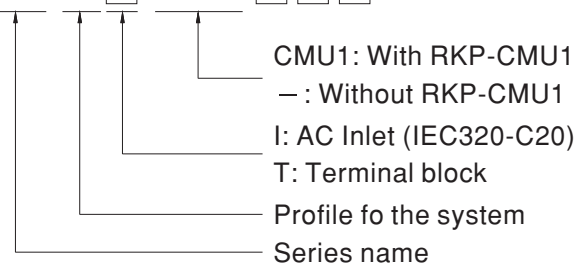 CMU1: With RKP-CMU1
－: Without RKP-CMU1
I: AC Inlet (IEC320-C20)
T: Terminal block
Profile fo the system
Series name